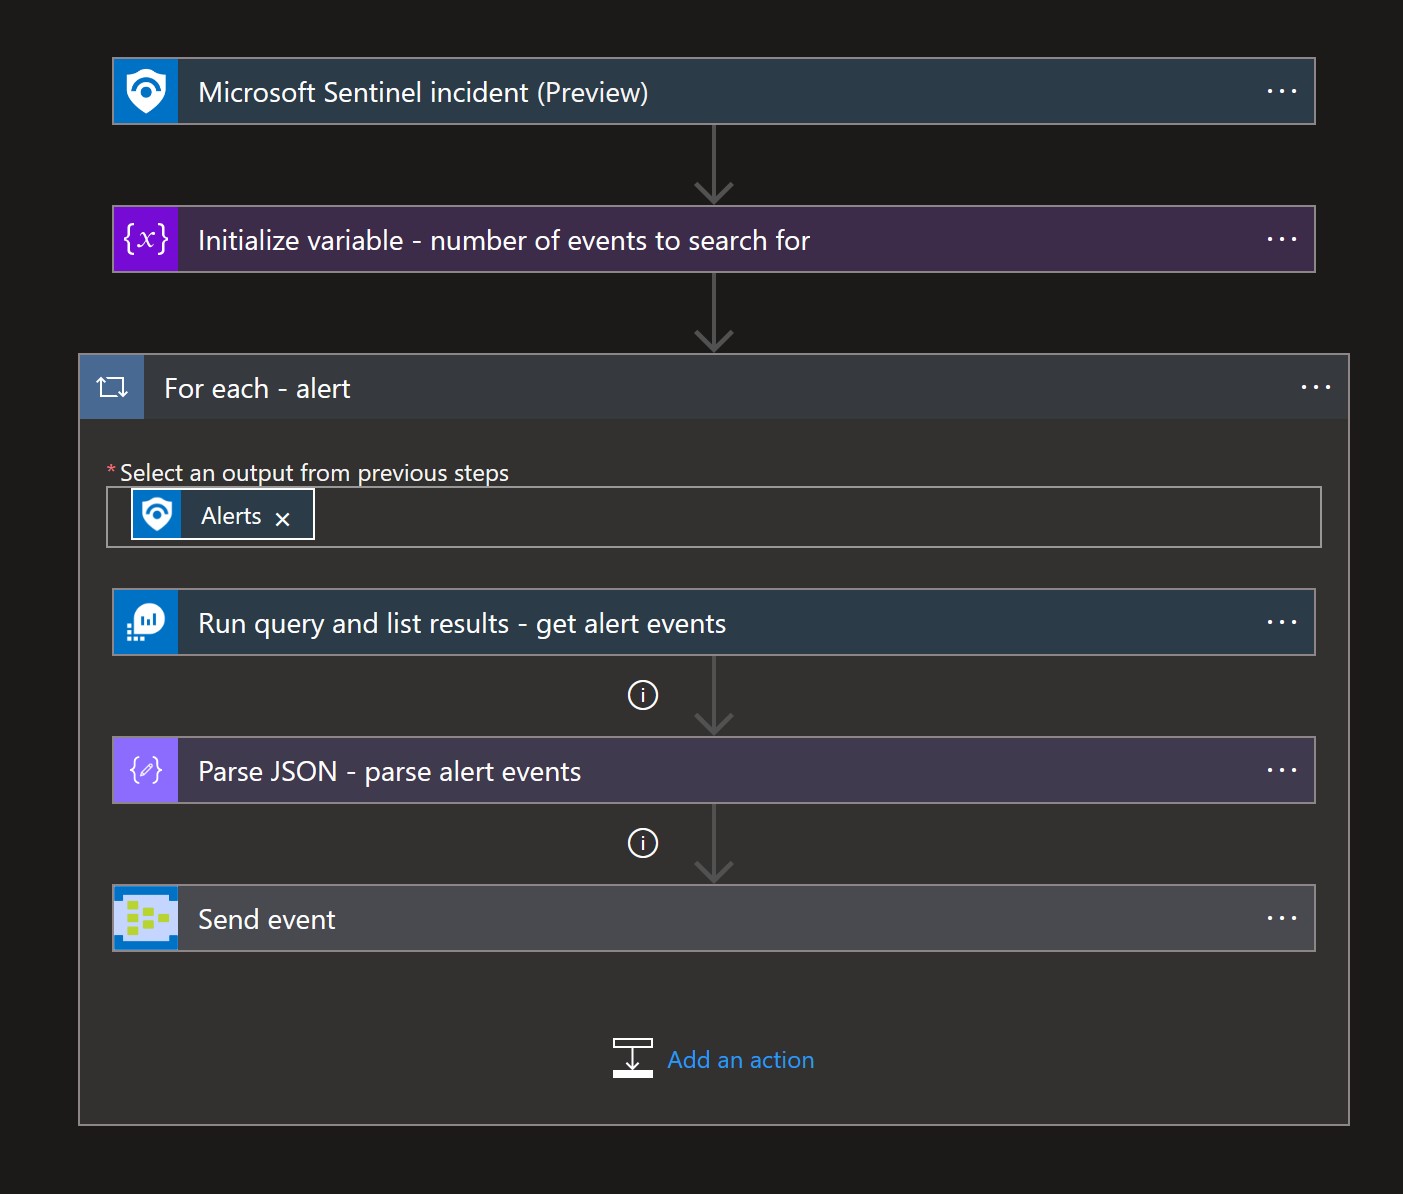 Microsoft Sentinel incident (Preview)
{x} Initialize variable - number of events to search for
For each - alert
* Select an output from previous steps
Alerts ×
Run query and list results - get alert events
i
Parse JSON - parse alert events
i
Send event
Add an action